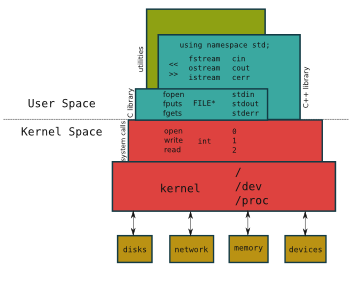 utilities
using namespace std;
fstream cin
<< ostream cout
>> istream cerr
C++ library
C library
fopen stdin
fputs FILE* stdout
fgets stderr
User Space
Kernel Space
system calls
open 0
write int 1
read 2
/
kernel /dev
/proc
disks network memory devices